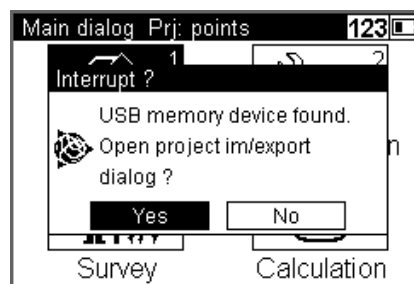 Main dialog Prj: points 123
1 2
Interrupt ?
USB memory device found.
Open project im/export
dialog ?
Yes No
Survey Calculation